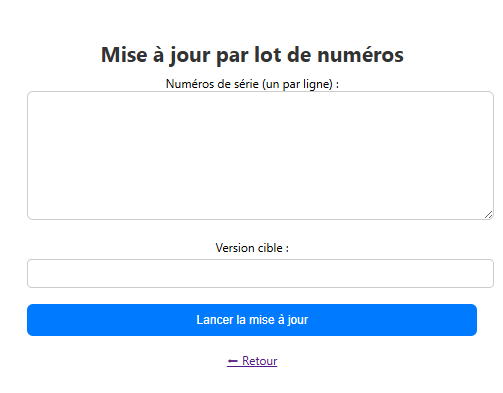 Mise à jour par lot de numéros
Numéros de série (un par ligne) :
Version cible :
Lancer la mise à jour
← Retour